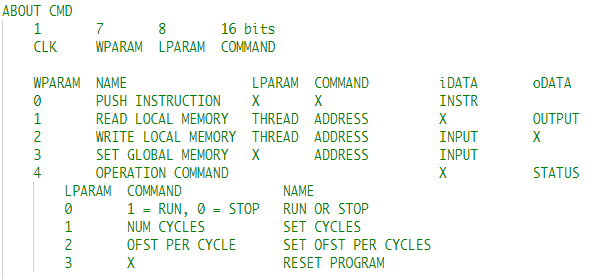 ABOUT CMD
1 7 8 16 bits
CLK WPARAM LPARAM COMMAND
WPARAM NAME LPARAM COMMAND iDATA oDATA
0 PUSH INSTRUCTION X X INSTR
1 READ LOCAL MEMORY THREAD ADDRESS X OUTPUT
2 WRITE LOCAL MEMORY THREAD ADDRESS INPUT X
3 SET GLOBAL MEMORY X ADDRESS INPUT
4 OPERATION COMMAND X STATUS
LPARAM COMMAND NAME
0 1 = RUN, 0 = STOP RUN OR STOP
1 NUM CYCLES SET CYCLES
2 OFST PER CYCLE SET OFST PER CYCLES
3 X RESET PROGRAM